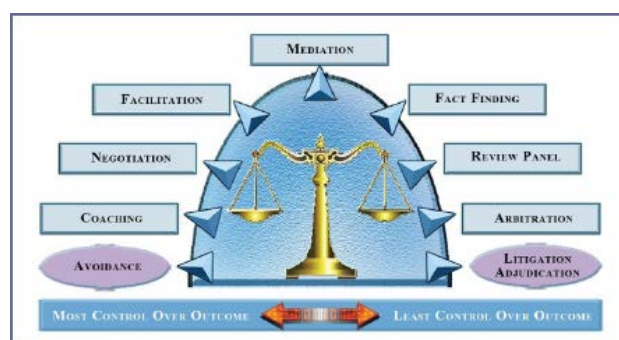 MEDIATION
FACILITATION
FACT FINDING
NEGOTIATION
REVIEW PANEL
COACHING
ARBITRATION
AVOIDANCE
LITIGATION
ADJUDICATION
MOST CONTROL OVER OUTCOME
LEAST CONTROL OVER OUTCOME